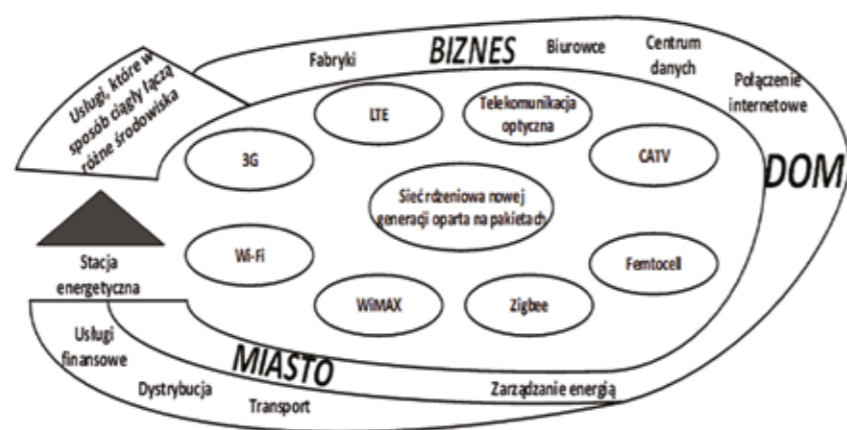 Usługi, które w
sposób ciągły łączą
różne środowiska
Fabryki
BIZNES
Biurowce
Centrum
danych
Połączenie
internetowe
DOM
LTE
Telekomunikacja
optyczna
3G
CATV
Sieć rdzeniowa nowej
generacji oparta na pakietach
Wi-Fi
Femtocell
WiMAX
Zigbee
Stacja
energetyczna
Usługi
finansowe
MIASTO
Dystrybucja
Transport
Zarządzanie energią